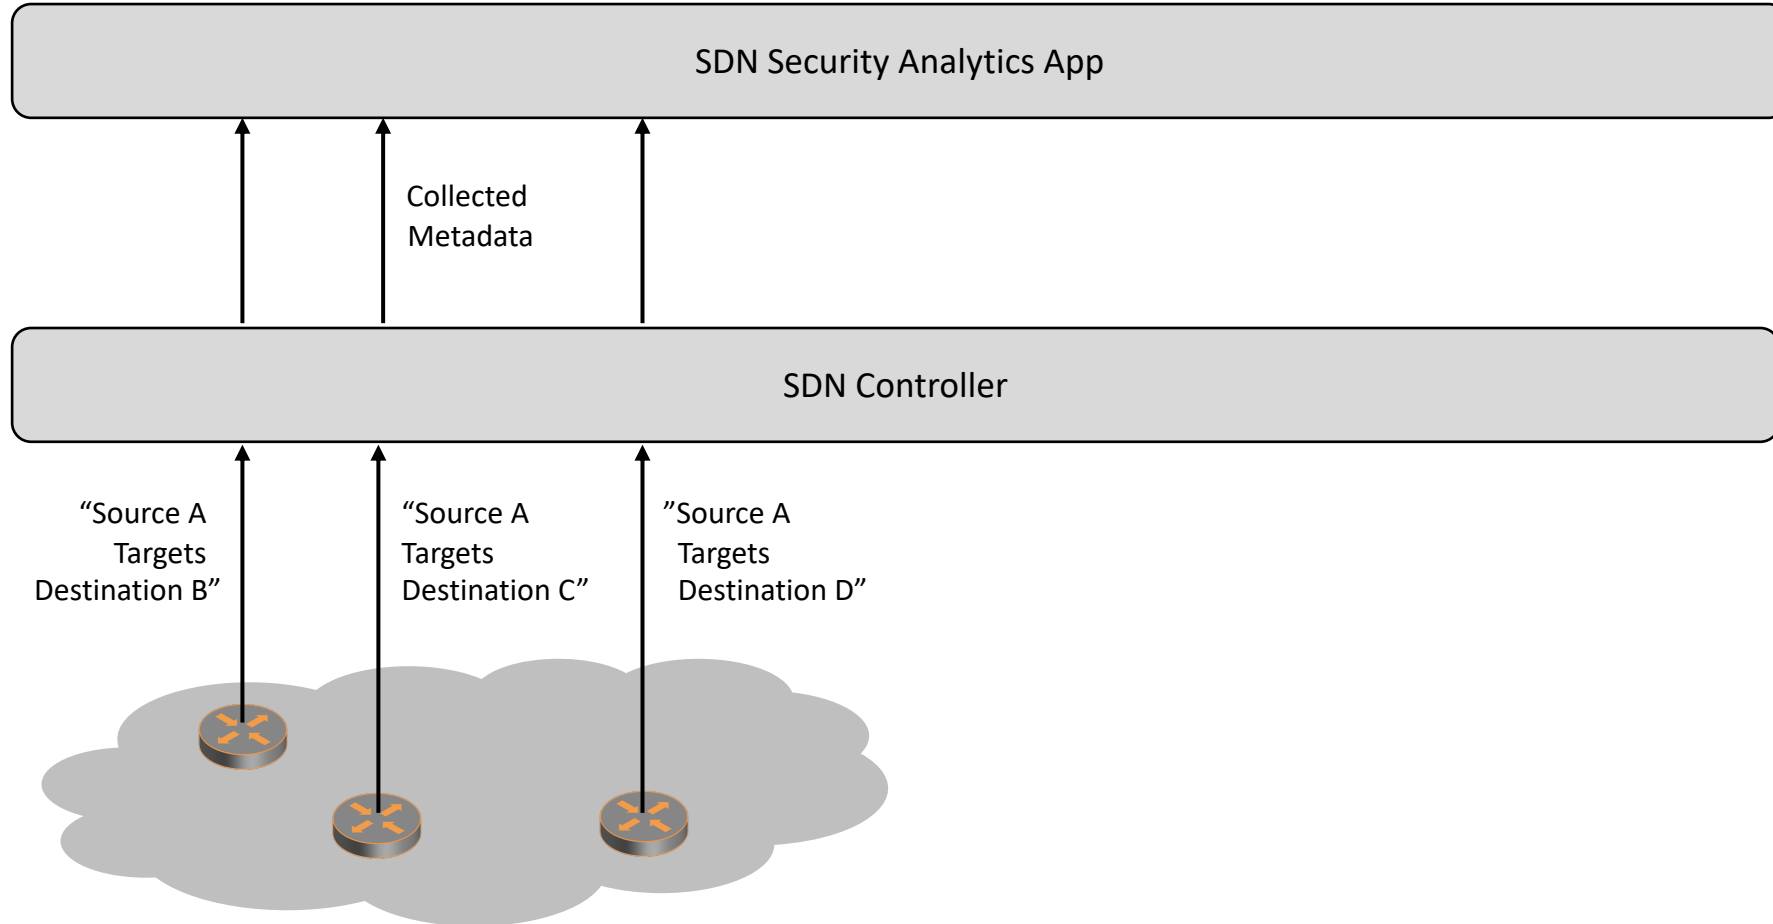 SDN Security Analytics App
Collected
Metadata
SDN Controller
“Source A
Targets
Destination B”
“Source A
Targets
Destination C”
”Source A
Targets
Destination D”